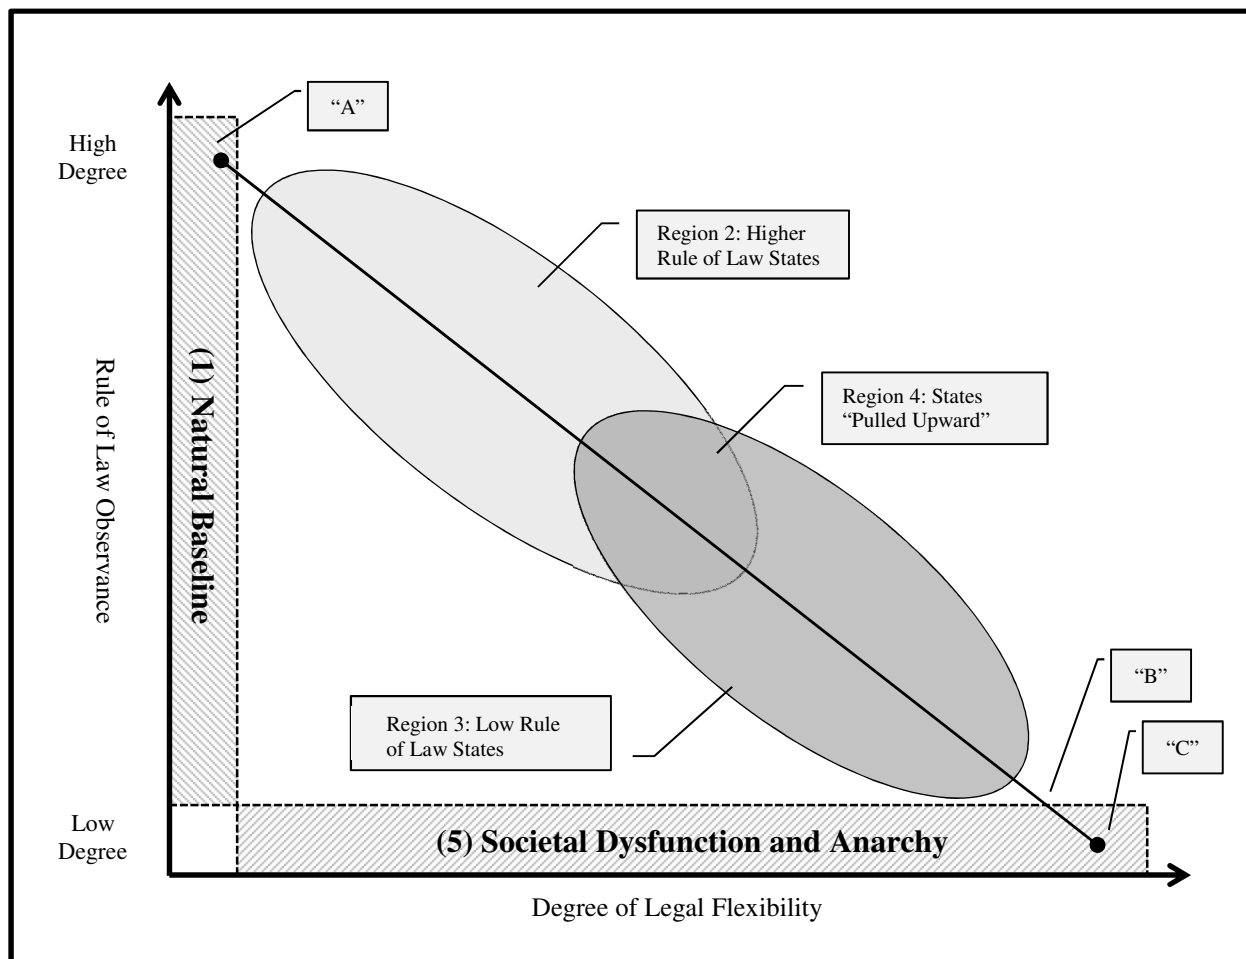 “A”
High
Degree
Region 2: Higher
Rule of Law States
Rule of Law Observance
(1) Natural Baseline
Region 4: States
“Pulled Upward”
“B”
Region 3: Low Rule
of Law States
“C”
Low
Degree
(5) Societal Dysfunction and Anarchy
Degree of Legal Flexibility